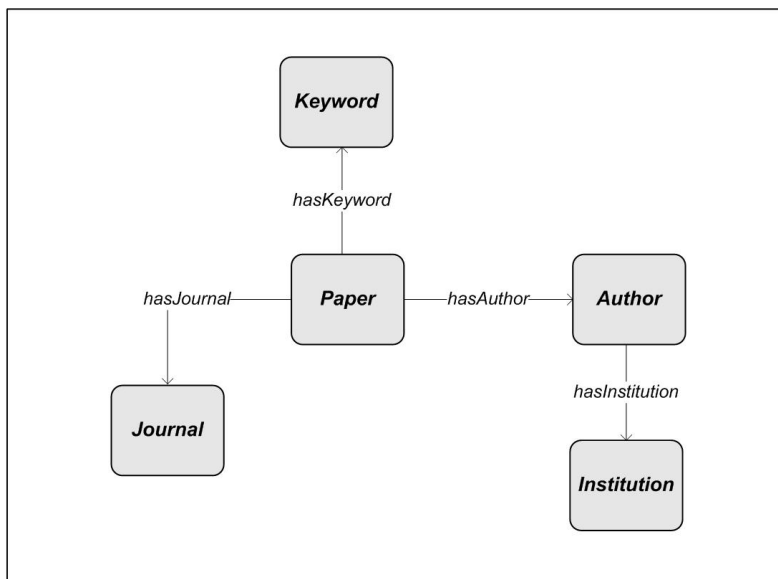 Keyword
hasKeyword
hasJournal
Paper
hasAuthor
Author
hasInstitution
Journal
Institution